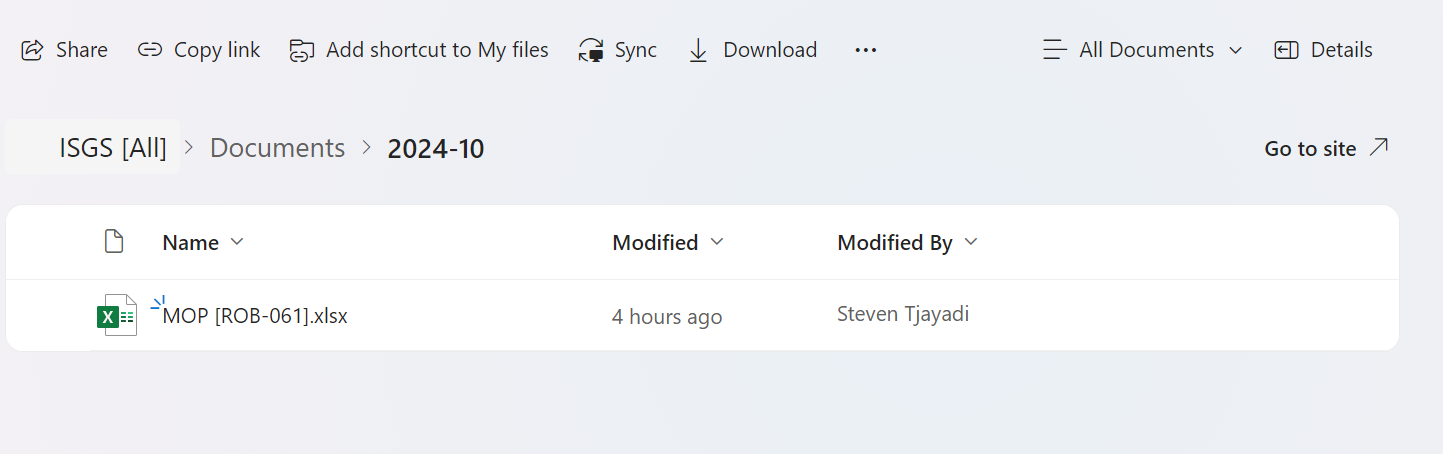 Share Copy link Add shortcut to My files Sync Download ... All Documents Details
ISGS [All] > Documents > 2024-10 Go to site
Name Modified Modified By
X MOP [ROB-061].xlsx 4 hours ago Steven Tjayadi